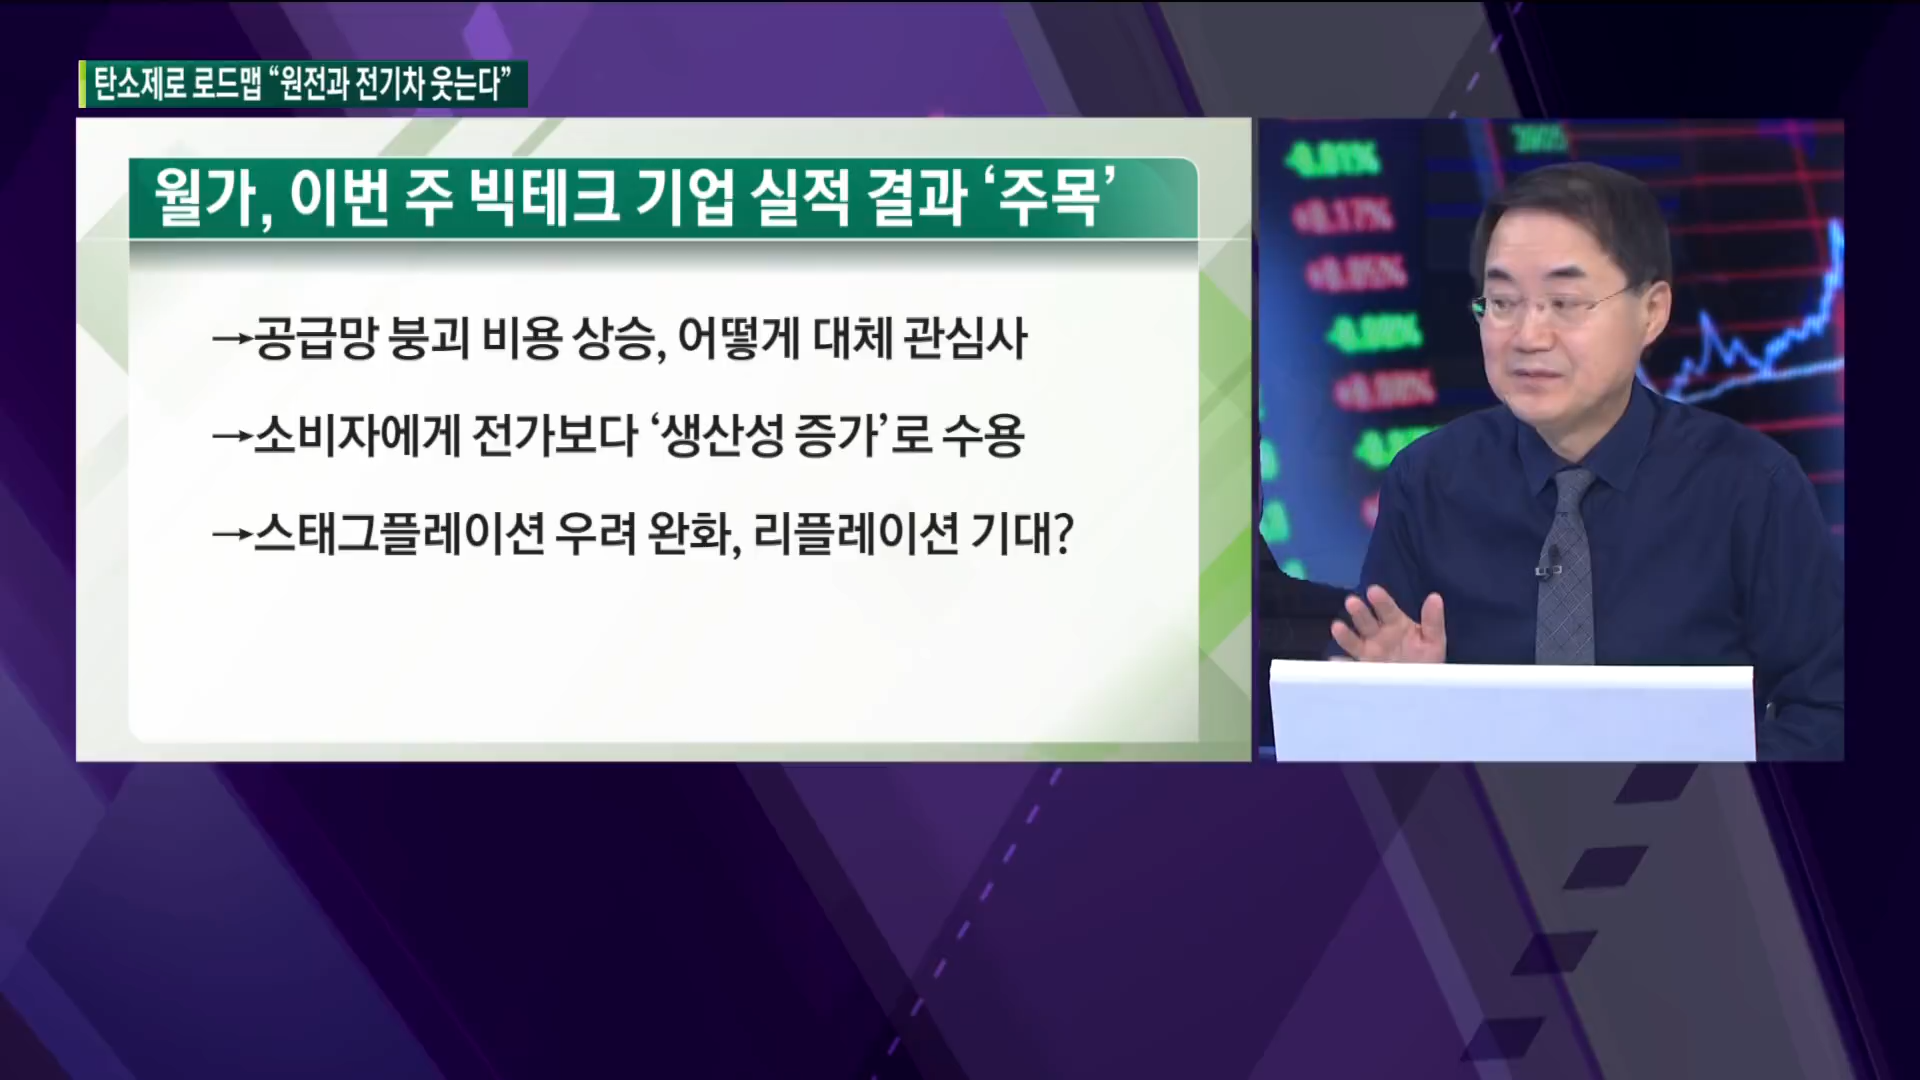 탄소제로 로드맵 “원전과 전기차 웃는다”
월가, 이번 주 빅테크 기업 실적 결과 ‘주목’
→공급망 붕괴 비용 상승, 어떻게 대체 관심사
→소비자에게 전가보다 ‘생산성 증가’로 수용
→스태그플레이션 우려 완화, 리플레이션 기대?
+0.17%
+0.05%